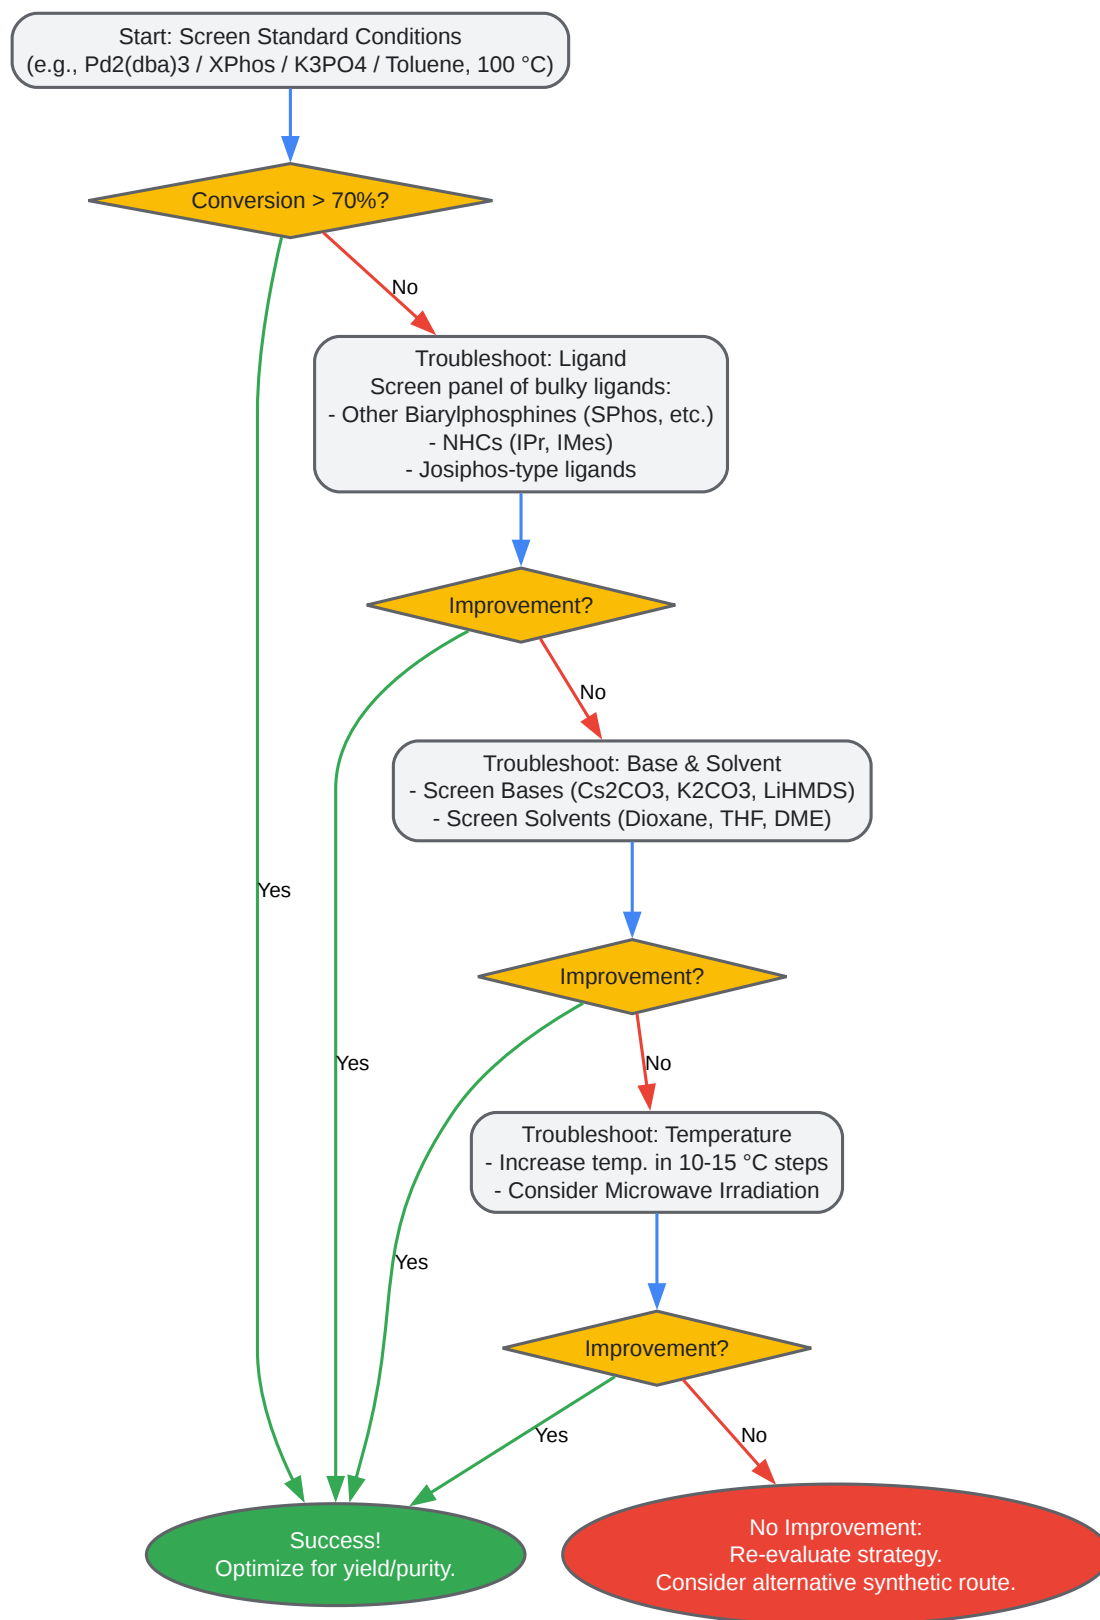 Start: Screen Standard Conditions
(e.g., Pd2(dba)3 / XPhos / K3PO4 / Toluene, 100 °C)
Conversion > 70%?
No
Troubleshoot: Ligand
Screen panel of bulky ligands:
- Other Biarylphosphines (SPhos, etc.)
- NHCs (IPr, IMes)
- Josiphos-type ligands
Improvement?
No
Troubleshoot: Base & Solvent
- Screen Bases (Cs2CO3, K2CO3, LiHMDS)
- Screen Solvents (Dioxane, THF, DME)
Yes
Improvement?
Yes
No
Troubleshoot: Temperature
- Increase temp. in 10-15 °C steps
- Consider Microwave Irradiation
Yes
Improvement?
Yes
No
Success!
Optimize for yield/purity.
No Improvement:
Re-evaluate strategy.
Consider alternative synthetic route.